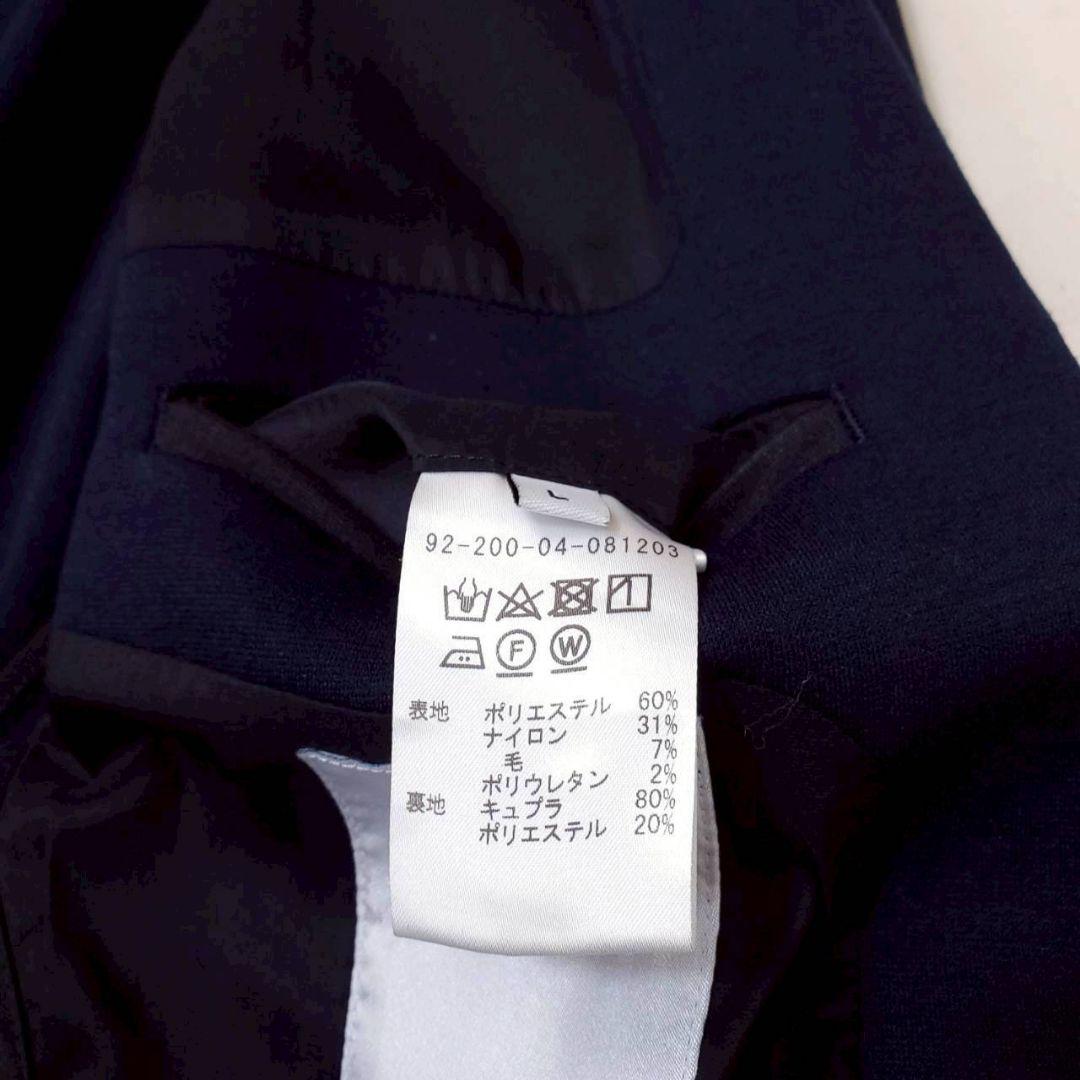 L
92-200-04-081203
F W
表地 ポリエステル 60%
ナイロン 31%
毛 7%
ポリウレタン 2%
裏地 キュプラ 80%
ポリエステル 20%